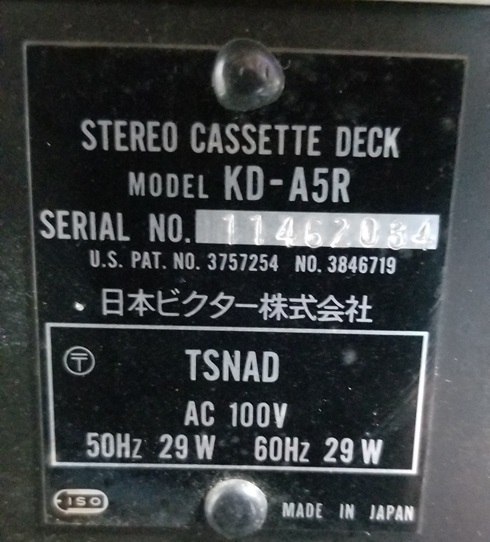 STEREO CASSETTE DECK
MODEL KD-A5R
SERIAL NO. 11462084
U.S. PAT. NO. 3757254 NO. 3846719
日本ビクター株式会社
〒 TSNAD
AC 100V
50Hz 29W 60Hz 29W
ISO
MADE IN JAPAN